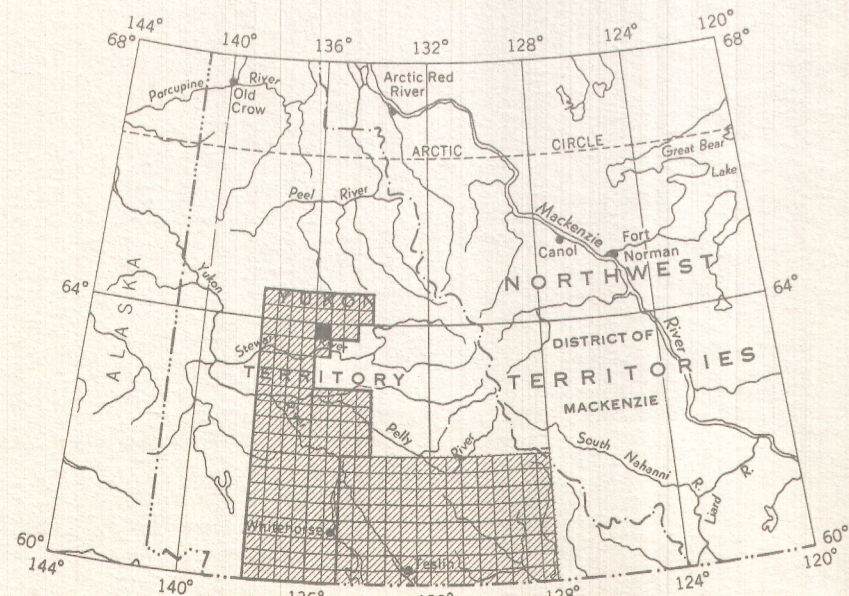 144°
140°
136°
132°
128°
124°
120°
68°
68°
Porcupine River
Old
Crow
Arctic Red
River
ARCTIC CIRCLE
Great Bear
Lake
Peel River
Mackenzie
Canol
Fort
Norman
Yukon
NORTHWEST
64°
64°
YUKON
ALASKA
Stewart
River
TERRITORY
DISTRICT OF
TERRITORIES
MACKENZIE
River
Pelly
River
South
Nahanni
R.
Liard
R.
Whitehorse
Teslin
60°
60°
144°
140°
136°
128°
124°
120°